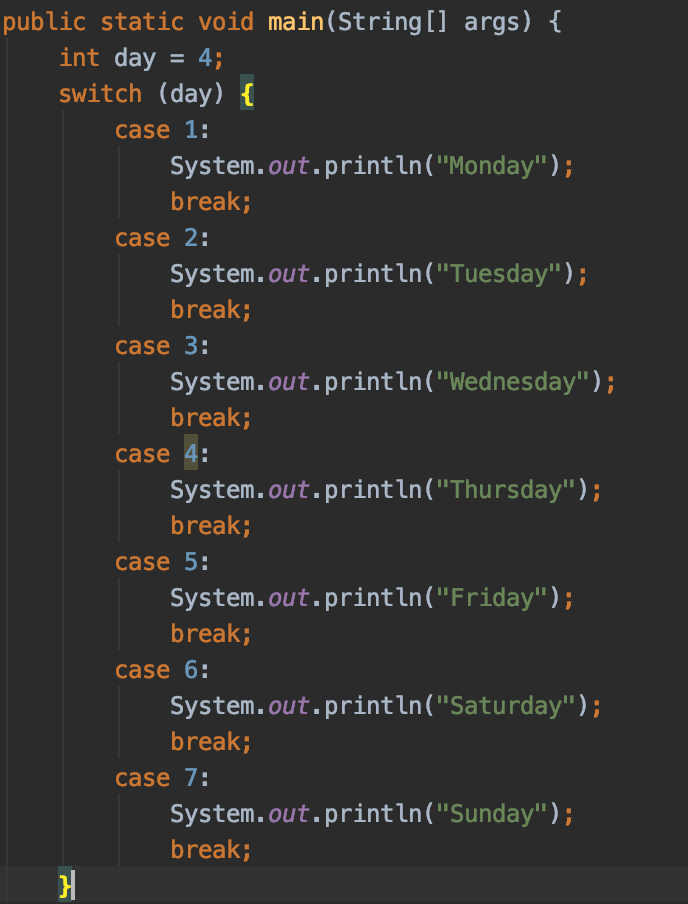 public static void main(String[] args) {
    int day = 4;
    switch (day) {
        case 1:
            System.out.println("Monday");
            break;
        case 2:
            System.out.println("Tuesday");
            break;
        case 3:
            System.out.println("Wednesday");
            break;
        case 4:
            System.out.println("Thursday");
            break;
        case 5:
            System.out.println("Friday");
            break;
        case 6:
            System.out.println("Saturday");
            break;
        case 7:
            System.out.println("Sunday");
            break;
    }